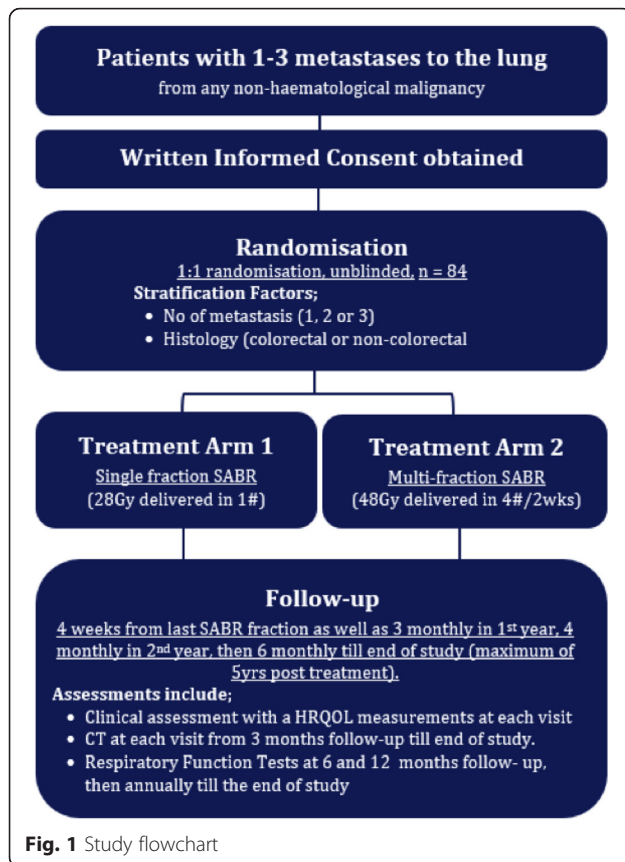 Patients with 1-3 metastases to the lung
from any non-haematological malignancy
Written Informed Consent obtained
Randomisation
1:1 randomisation, unblinded, n = 84
Stratification Factors;
• No of metastasis (1, 2 or 3)
• Histology (colorectal or non-colorectal
Treatment Arm 1
Single fraction SABR
(28Gy delivered in 1#)
Treatment Arm 2
Multi-fraction SABR
(48Gy delivered in 4#/2wks)
Follow-up
4 weeks from last SABR fraction as well as 3 monthly in 1st year, 4
monthly in 2nd year, then 6 monthly till end of study (maximum of
5yrs post treatment).
Assessments include;
• Clinical assessment with a HRQOL measurements at each visit
• CT at each visit from 3 months follow-up till end of study.
• Respiratory Function Tests at 6 and 12 months follow- up,
then annually till the end of study
Fig. 1 Study flowchart